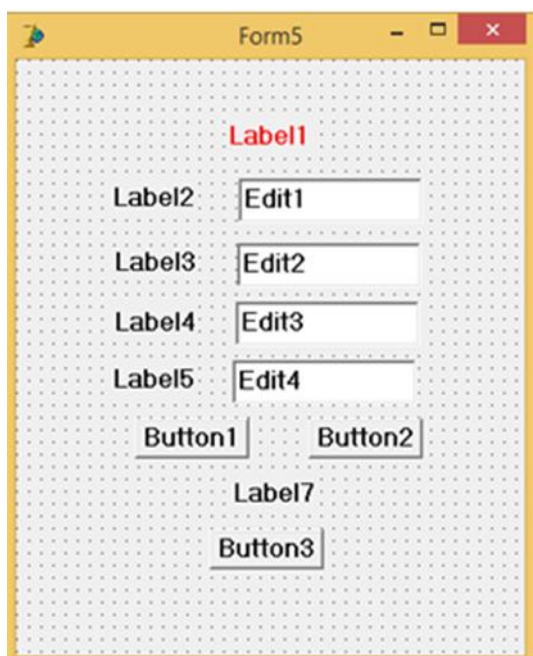 Form5
Label1
Label2 Edit1
Label3 Edit2
Label4 Edit3
Label5 Edit4
Button1 Button2
Label7
Button3